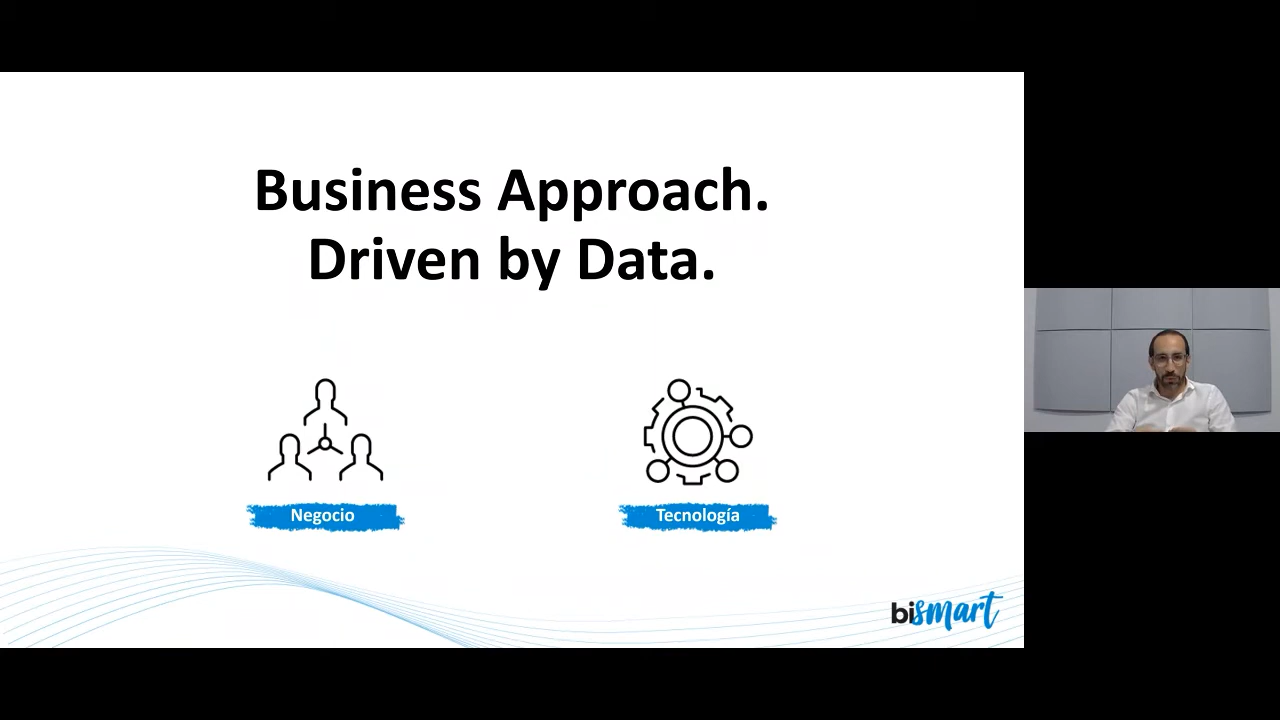 Business Approach.
Driven by Data.
Negocio
Tecnología
bismart